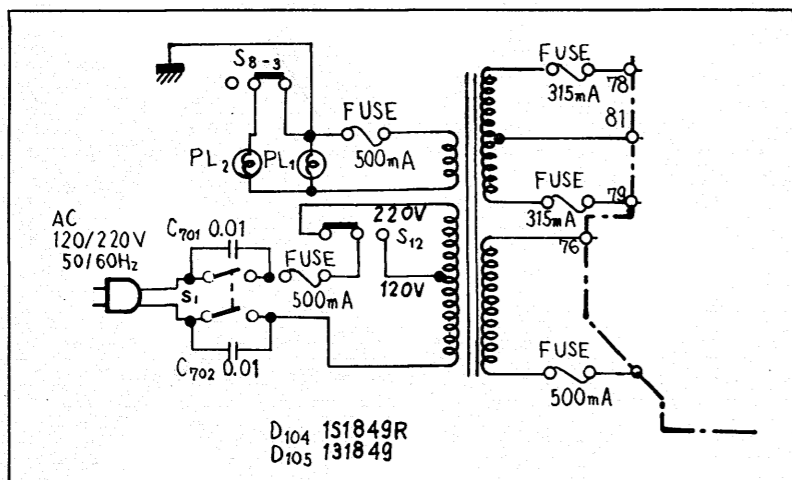 S8-3
FUSE
500mA
PL2
PL1
FUSE
315mA
78
81
FUSE
315mA
79
76
AC
120/220V
50/60Hz
C701 0.01
S1
C702 0.01
FUSE
500mA
220V
S12
120V
FUSE
500mA
D104 1S1849R
D105 131849